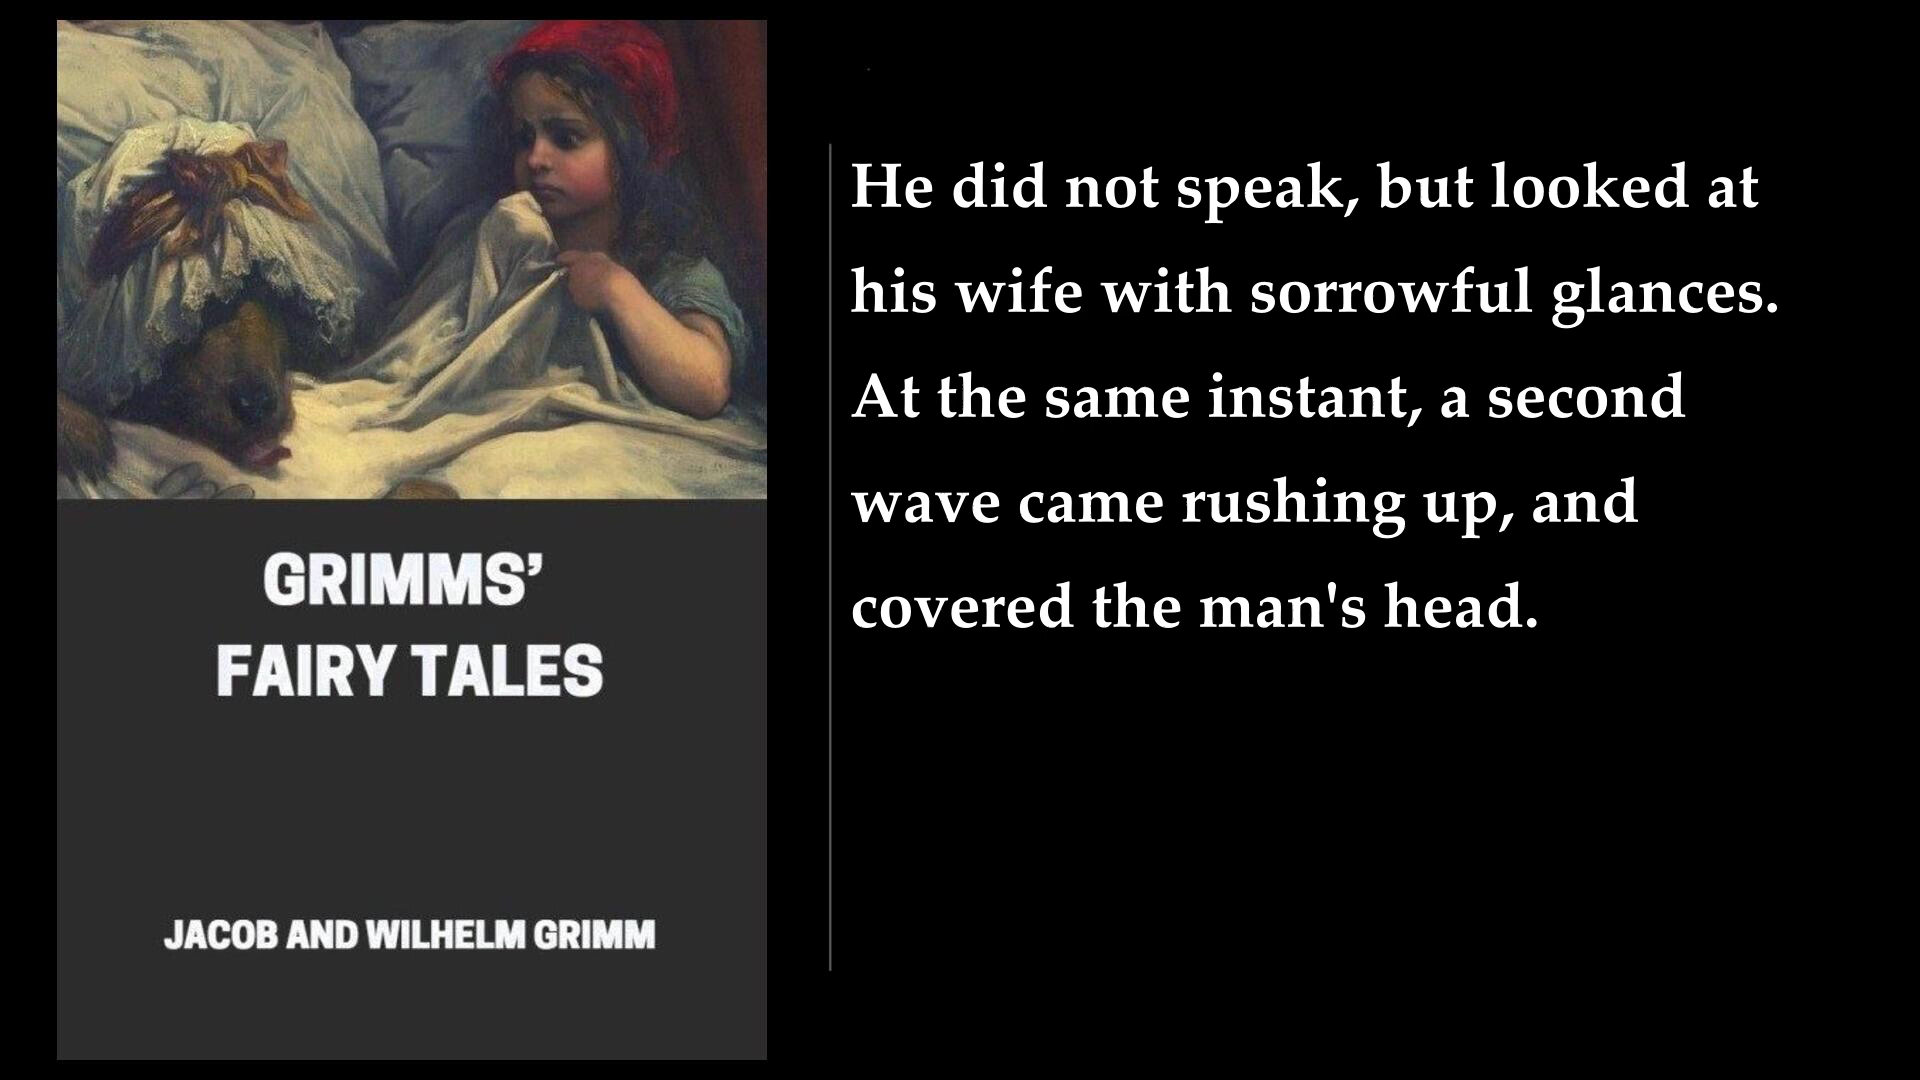 GRIMMS’
FAIRY TALES
JACOB AND WILHELM GRIMM
He did not speak, but looked at
his wife with sorrowful glances.
At the same instant, a second
wave came rushing up, and
covered the man's head.